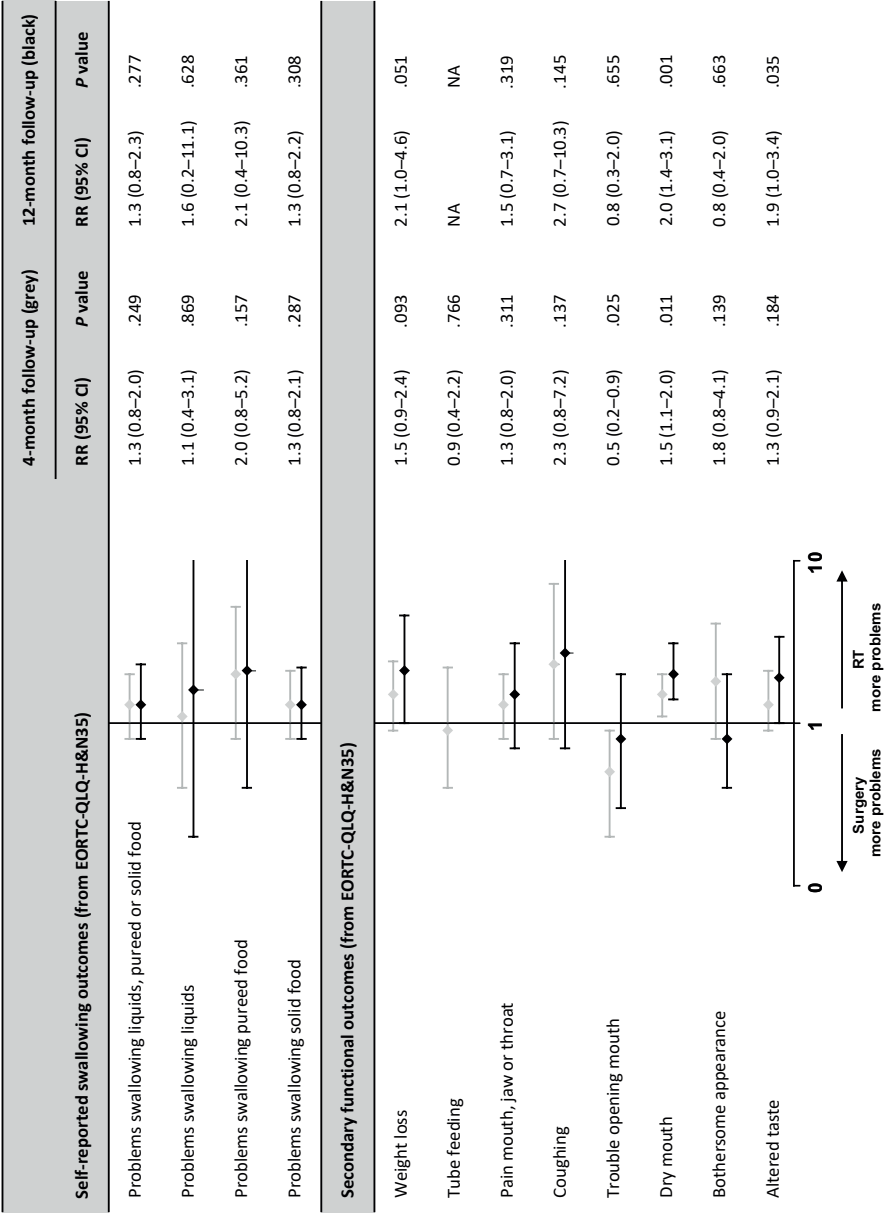 4-month follow-up (grey) 12-month follow-up (black)
Self-reported swallowing outcomes (from EORTC-QLQ-H&N35) RR (95% CI) P value RR (95% CI) P value
Problems swallowing liquids, pureed or solid food 1.3 (0.8–2.0) .249 1.3 (0.8–2.3) .277
Problems swallowing liquids 1.1 (0.4–3.1) .869 1.6 (0.2–11.1) .628
Problems swallowing pureed food 2.0 (0.8–5.2) .157 2.1 (0.4–10.3) .361
Problems swallowing solid food 1.3 (0.8–2.1) .287 1.3 (0.8–2.2) .308
Secondary functional outcomes (from EORTC-QLQ-H&N35)
Weight loss 1.5 (0.9–2.4) .093 2.1 (1.0–4.6) .051
Tube feeding 0.9 (0.4–2.2) .766 NA NA
Pain mouth, jaw or throat 1.3 (0.8–2.0) .311 1.5 (0.7–3.1) .319
Coughing 2.3 (0.8–7.2) .137 2.7 (0.7–10.3) .145
Trouble opening mouth 0.5 (0.2–0.9) .025 0.8 (0.3–2.0) .655
Dry mouth 1.5 (1.1–2.0) .011 2.0 (1.4–3.1) .001
Bothersome appearance 1.8 (0.8–4.1) .139 0.8 (0.4–2.0) .663
Altered taste 1.3 (0.9–2.1) .184 1.9 (1.0–3.4) .035
0 1 10
Surgery RT
more problems more problems